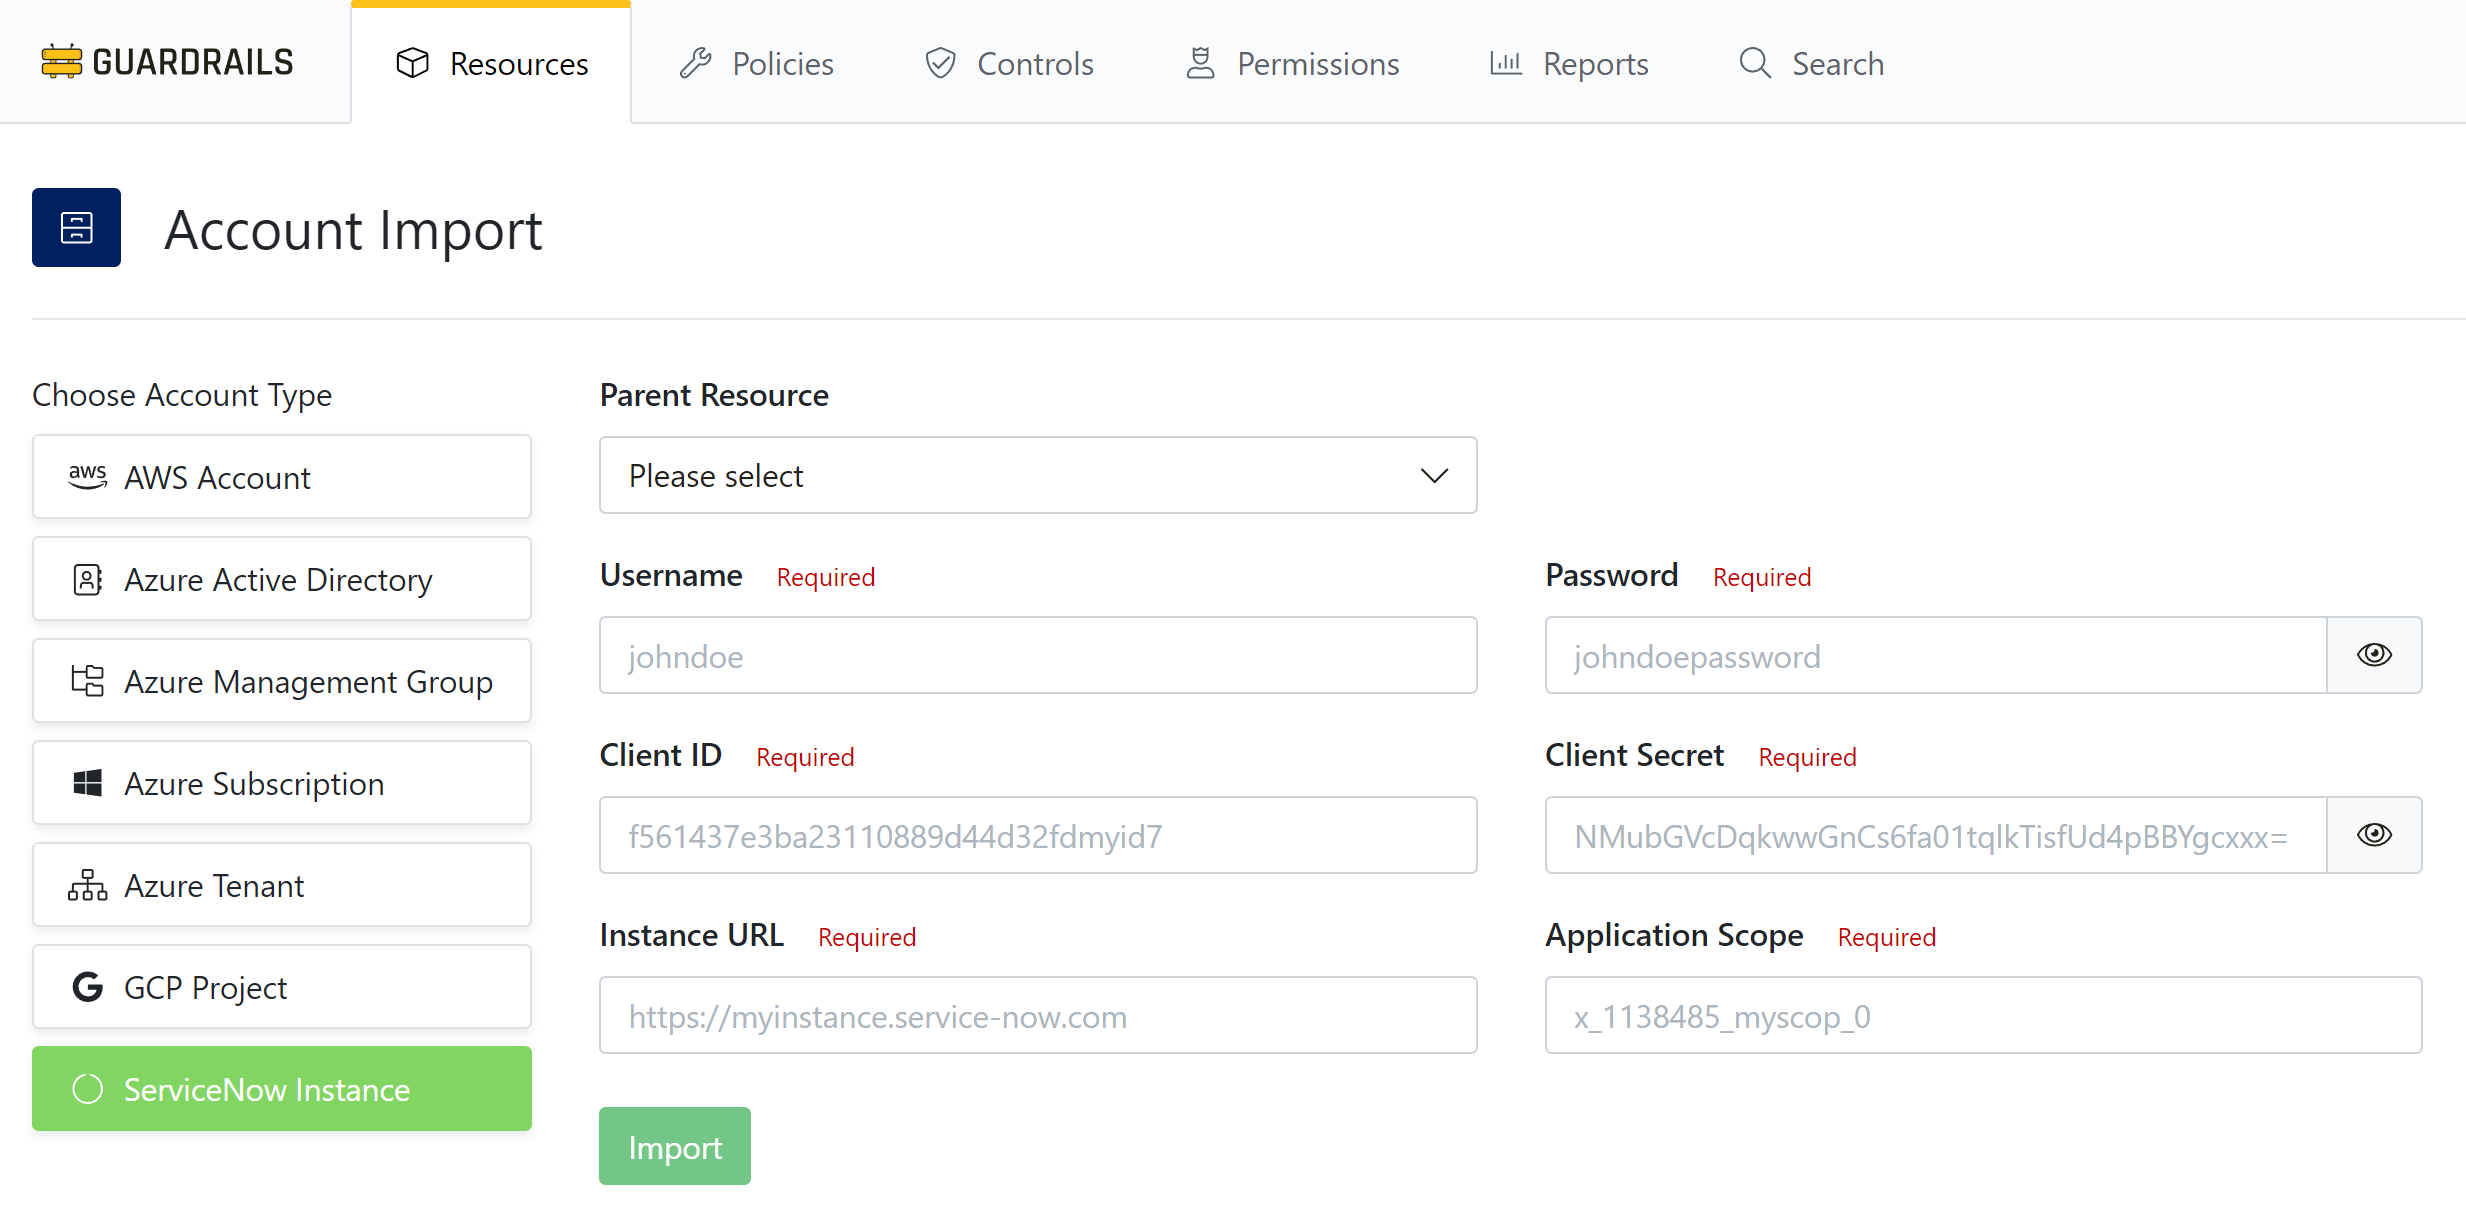 GUARDRAILS
Resources
Policies
Controls
Permissions
Reports
Search
Account Import
Choose Account Type
aws AWS Account
Azure Active Directory
Azure Management Group
Azure Subscription
Azure Tenant
G GCP Project
ServiceNow Instance
Parent Resource
Please select
Username Required
johndoe
Password Required
johndoepassword
Client ID Required
f561437e3ba23110889d44d32fdmyid7
Client Secret Required
NMubGVcDqkwwGnCs6fa01tqlkTisfUd4pBBYgcxxx=
Instance URL Required
https://myinstance.service-now.com
Application Scope Required
x_1138485_myscop_0
Import